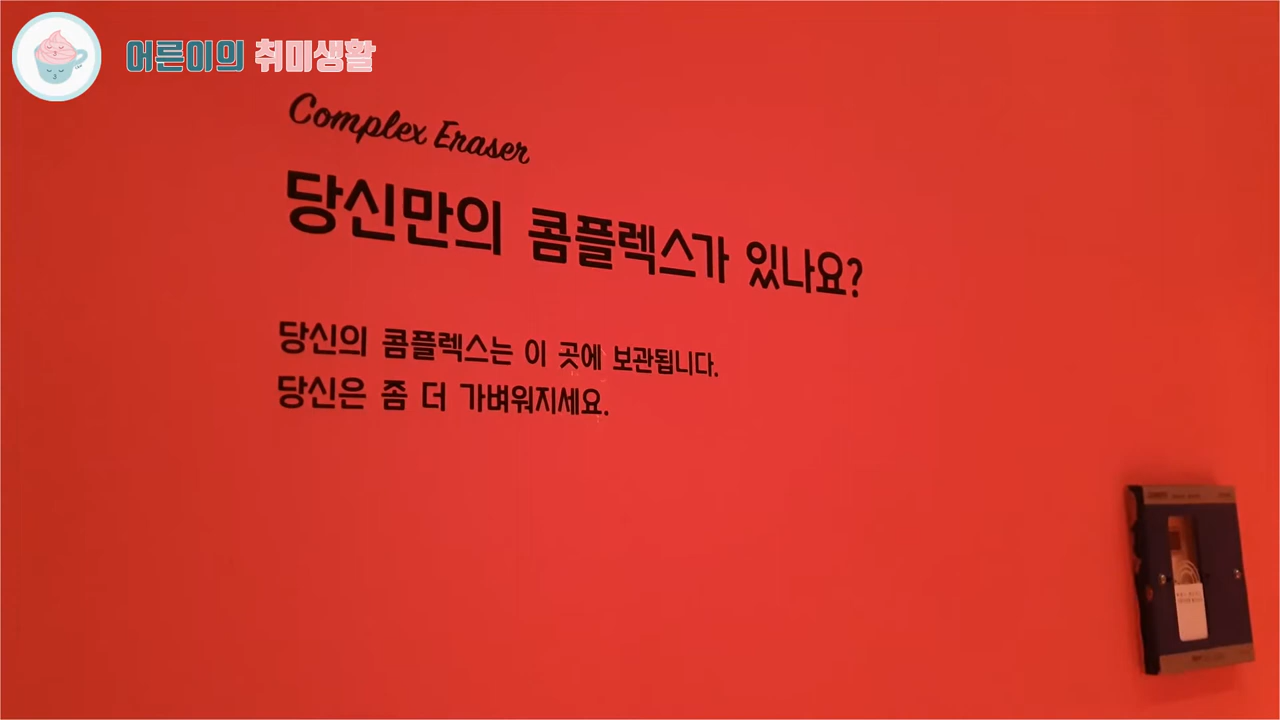 어른이의 취미생활
Complex Eraser
당신만의 콤플렉스가 있나요?
당신의 콤플렉스는 이 곳에 보관됩니다.
당신은 좀 더 가벼워지세요.